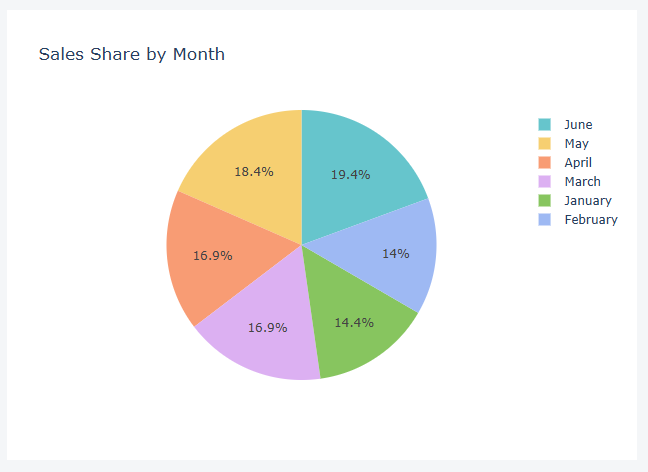 Sales Share by Month
June
May
April
March
January
February
18.4%
19.4%
16.9%
14%
16.9%
14.4%